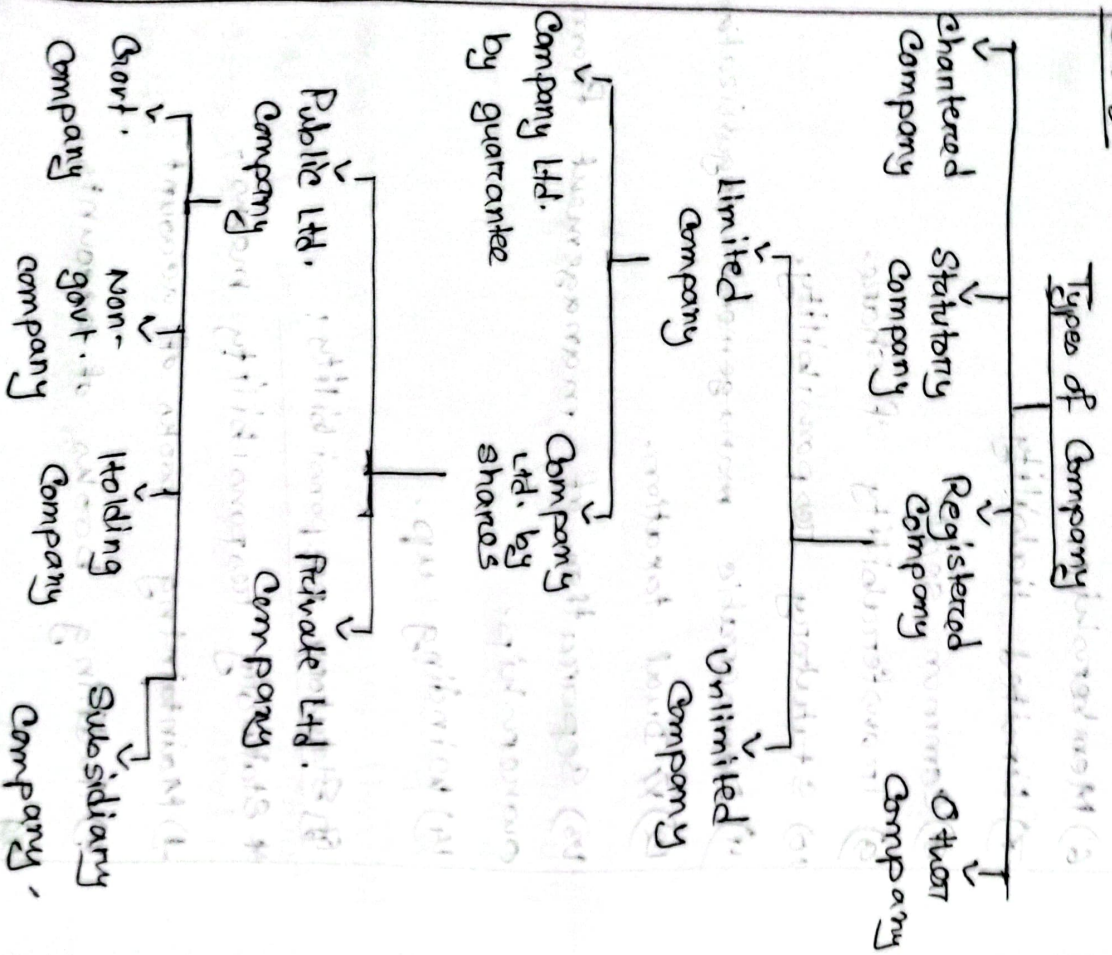 Types of Company
Chartered
Company
Statutory
Company
Registered
Company
Other
Company
Limited
Company
Unlimited
Company
Company Ltd.
by guarantee
Company
Ltd. by
shares
Public Ltd.
Company
Private Ltd.
Company
Govt.
Company
Non-
govt.
company
Holding
Company
Subsidiary
Company.